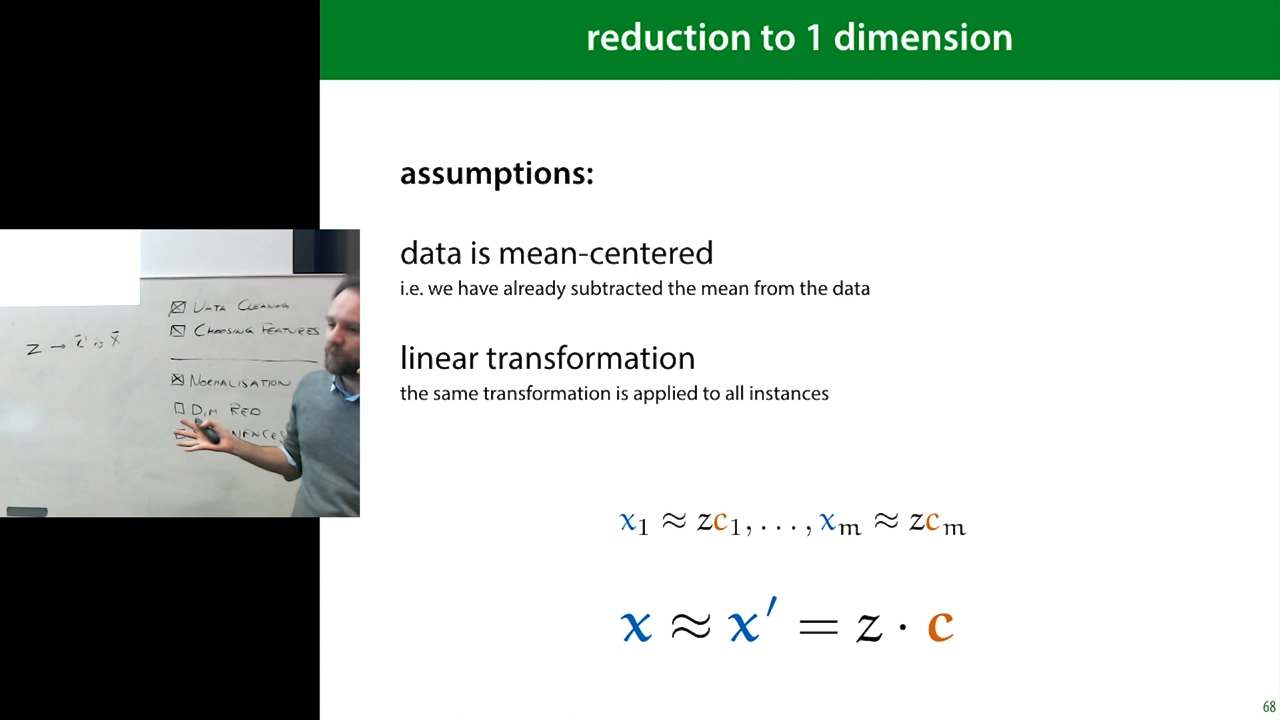 reduction to 1 dimension
assumptions:
data is mean-centered
i.e. we have already subtracted the mean from the data
linear transformation
the same transformation is applied to all instances
x₁ ≈ zc₁, . . . , xₘ ≈ zcₘ
x ≈ x′ = z · c
68
DATA CLEANING
CHOOSING FEATURES
NORMALISATION
DIM RED